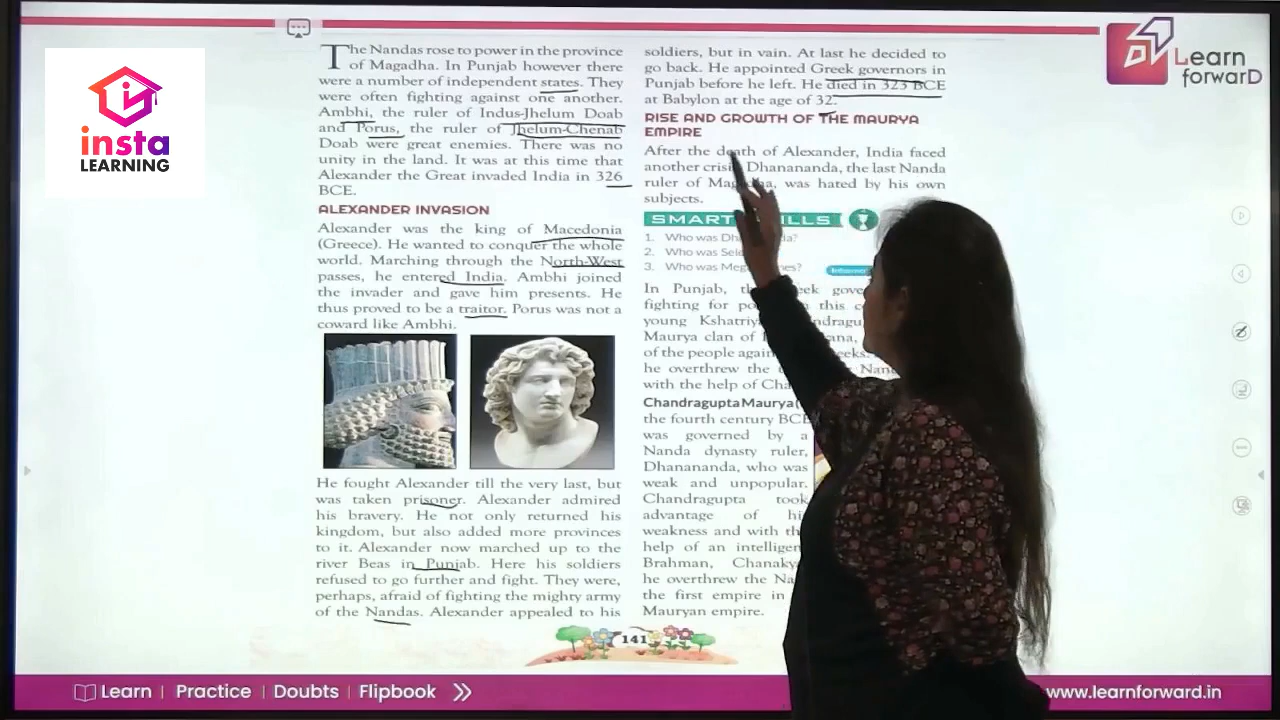 insta
LEARNING
Learn
forwarD
The Nandas rose to power in the province
of Magadha. In Punjab however there
were a number of independent states. They
were often fighting against one another.
Ambhi, the ruler of Indus-Jhelum Doab
and Porus, the ruler of Jhelum-Chenab
Doab were great enemies. There was no
unity in the land. It was at this time that
Alexander the Great invaded India in 326
BCE.
ALEXANDER INVASION
Alexander was the king of Macedonia
(Greece). He wanted to conquer the whole
world. Marching through the North-West
passes, he entered India. Ambhi joined
the invader and gave him presents. He
thus proved to be a traitor. Porus was not a
coward like Ambhi.
He fought Alexander till the very last, but
was taken prisoner. Alexander admired
his bravery. He not only returned his
kingdom, but also added more provinces
to it. Alexander now marched up to the
river Beas in Punjab. Here his soldiers
refused to go further and fight. They were,
perhaps, afraid of fighting the mighty army
of the Nandas. Alexander appealed to his
soldiers, but in vain. At last he decided to
go back. He appointed Greek governors in
Punjab before he left. He died in 323 BCE
at Babylon at the age of 32.
RISE AND GROWTH OF THE MAURYA
EMPIRE
After the death of Alexander, India faced
another crisis. Dhanananda, the last Nanda
ruler of Magadha, was hated by his own
subjects.
SMART SKILLS
1. Who was
2. Who was
3. Who was
In Punjab, the Greek
fighting for
young Kshatriya
Maurya clan of
of the people
he overthrew the
with the help of
Chandragupta Maurya
the fourth century BCE
was governed by a
Nanda dynasty ruler,
Dhanananda, who was
weak and unpopular.
Chandragupta took
advantage of
weakness and with
help of an
Brahman,
he overthrew the
the first empire in
Mauryan empire.
141
Learn | Practice | Doubts | Flipbook
www.learnforward.in